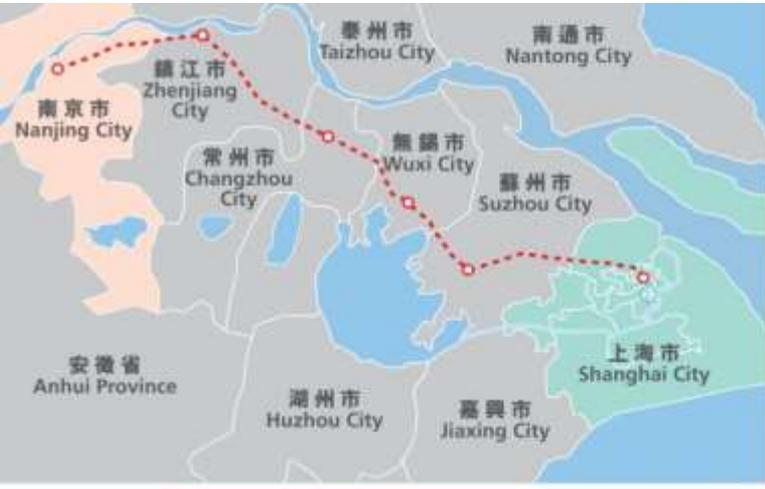 泰州市
Taizhou City
南通市
Nantong City
鎮江市
Zhenjiang
City
南京市
Nanjing City
無錫市
Wuxi City
常州市
Changzhou
City
蘇州市
Suzhou City
上海市
Shanghai City
安徽省
Anhui Province
湖州市
Huzhou City
嘉興市
Jiaxing City